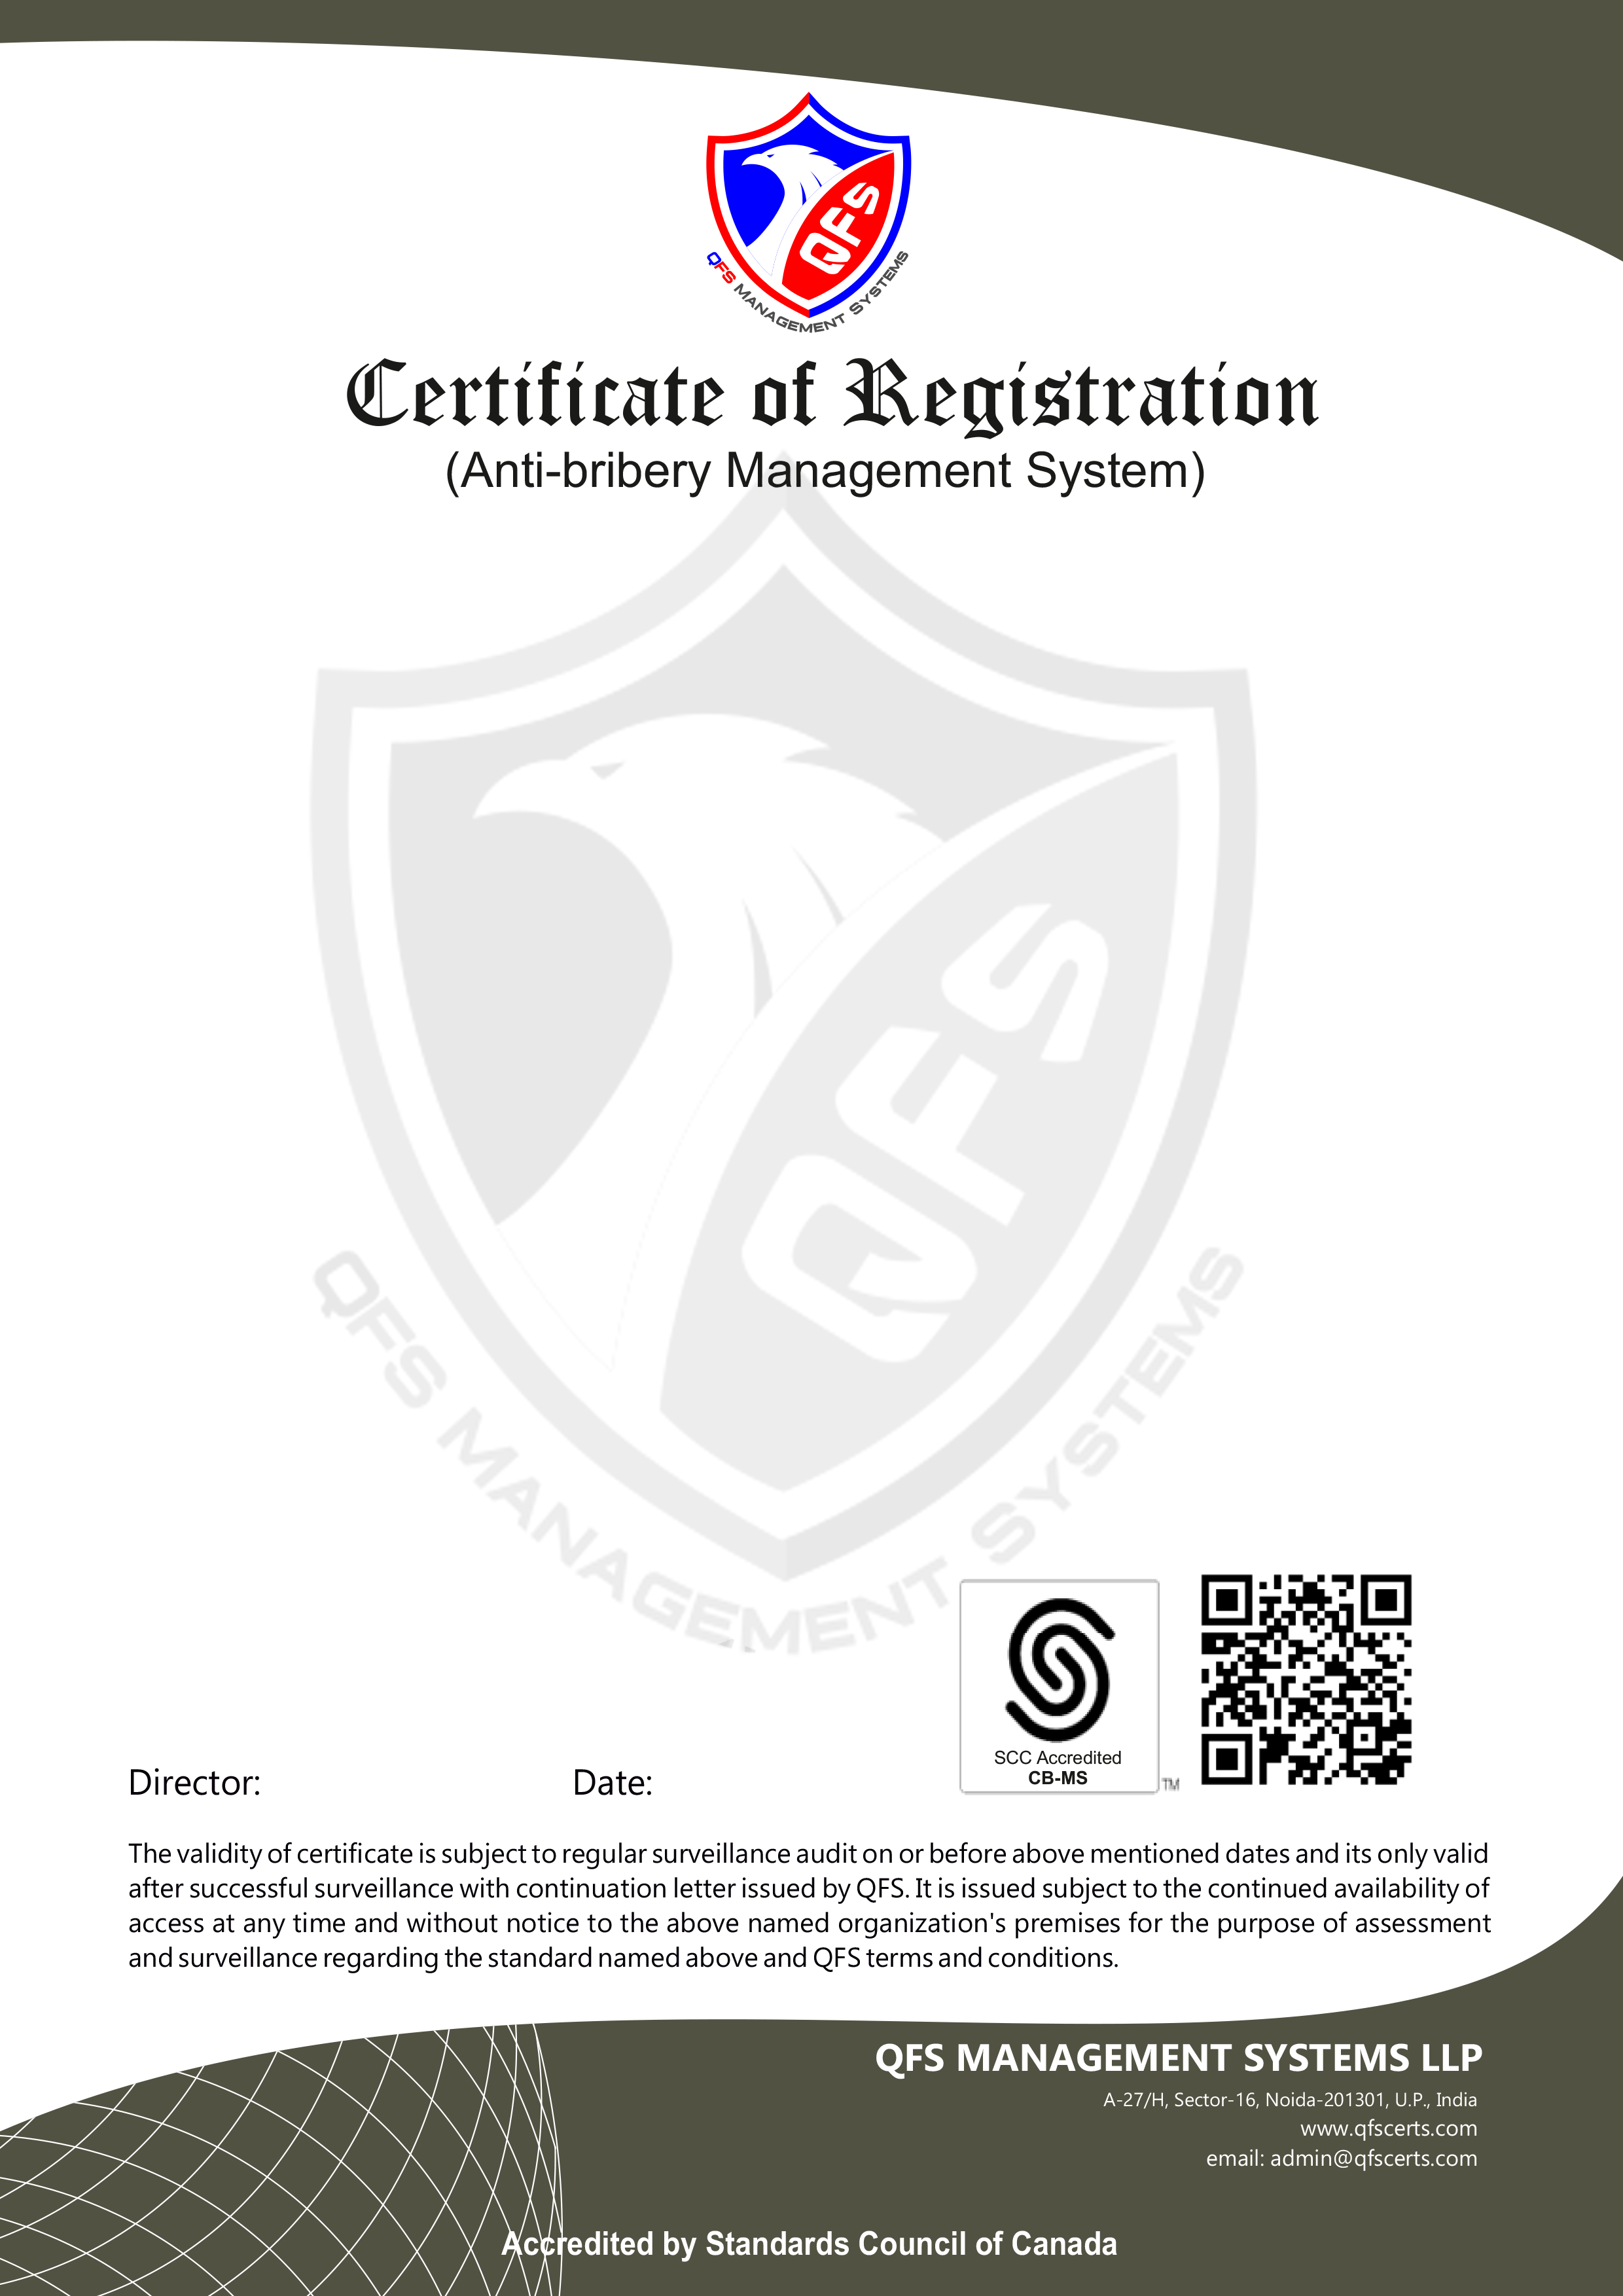 QFS
QFS MANAGEMENT SYSTEMS
Certificate of Registration
(Anti-bribery Management System)
QFS
QFS MANAGEMENT SYSTEMS
SCC Accredited
CB-MS
TM
Director:
Date:
The validity of certificate is subject to regular surveillance audit on or before above mentioned dates and its only valid
after successful surveillance with continuation letter issued by QFS. It is issued subject to the continued availability of
access at any time and without notice to the above named organization's premises for the purpose of assessment
and surveillance regarding the standard named above and QFS terms and conditions.
QFS MANAGEMENT SYSTEMS LLP
A-27/H, Sector-16, Noida-201301, U.P., India
www.qfscerts.com
email: admin@qfscerts.com
Accredited by Standards Council of Canada